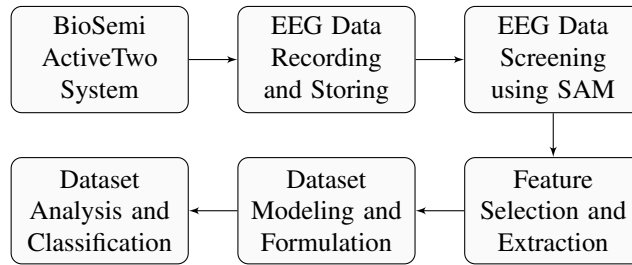 BioSemi
ActiveTwo
System
EEG Data
Recording
and Storing
EEG Data
Screening
using SAM
Feature
Selection and
Extraction
Dataset
Modeling and
Formulation
Dataset
Analysis and
Classification